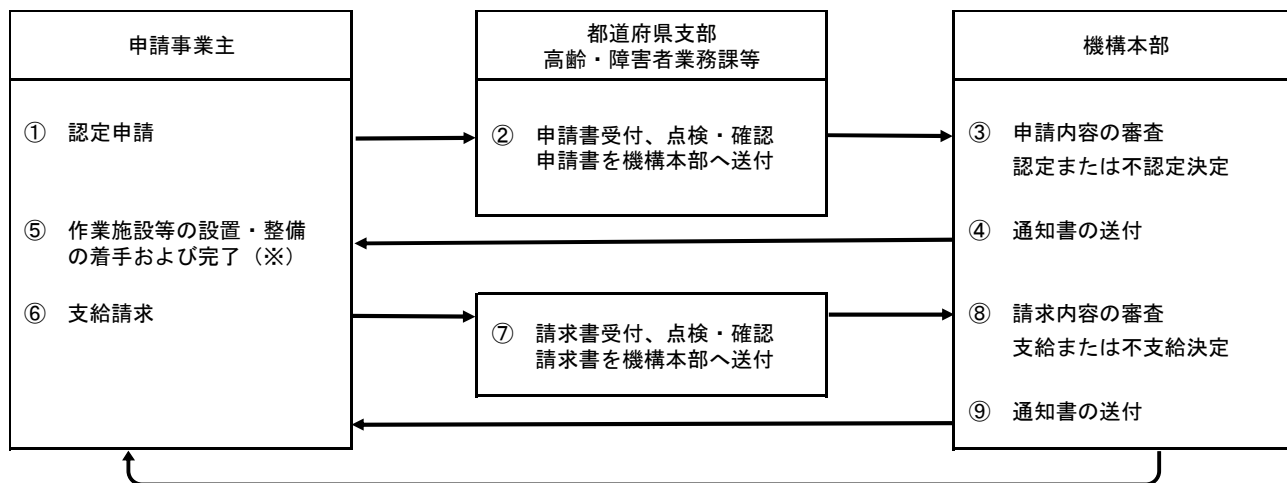 申請事業主
① 認定申請
⑤ 作業施設等の設置・整備
の着手および完了（※）
⑥ 支給請求
都道府県支部
高齢・障害者業務課等
② 申請書受付、点検・確認
申請書を機構本部へ送付
⑦ 請求書受付、点検・確認
請求書を機構本部へ送付
機構本部
③ 申請内容の審査
認定または不認定決定
④ 通知書の送付
⑧ 請求内容の審査
支給または不支給決定
⑨ 通知書の送付